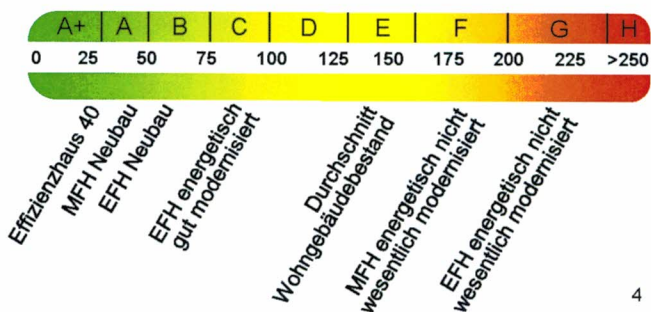 A+ A B C D E F G H
0 25 50 75 100 125 150 175 200 225 >250
Effizienzhaus 40
MFH Neubau
EFH Neubau
EFH energetisch
gut modernisiert
Durchschnitt
Wohngebäudebestand
MFH energetisch nicht
wesentlich modernisiert
EFH energetisch nicht
wesentlich modernisiert
4